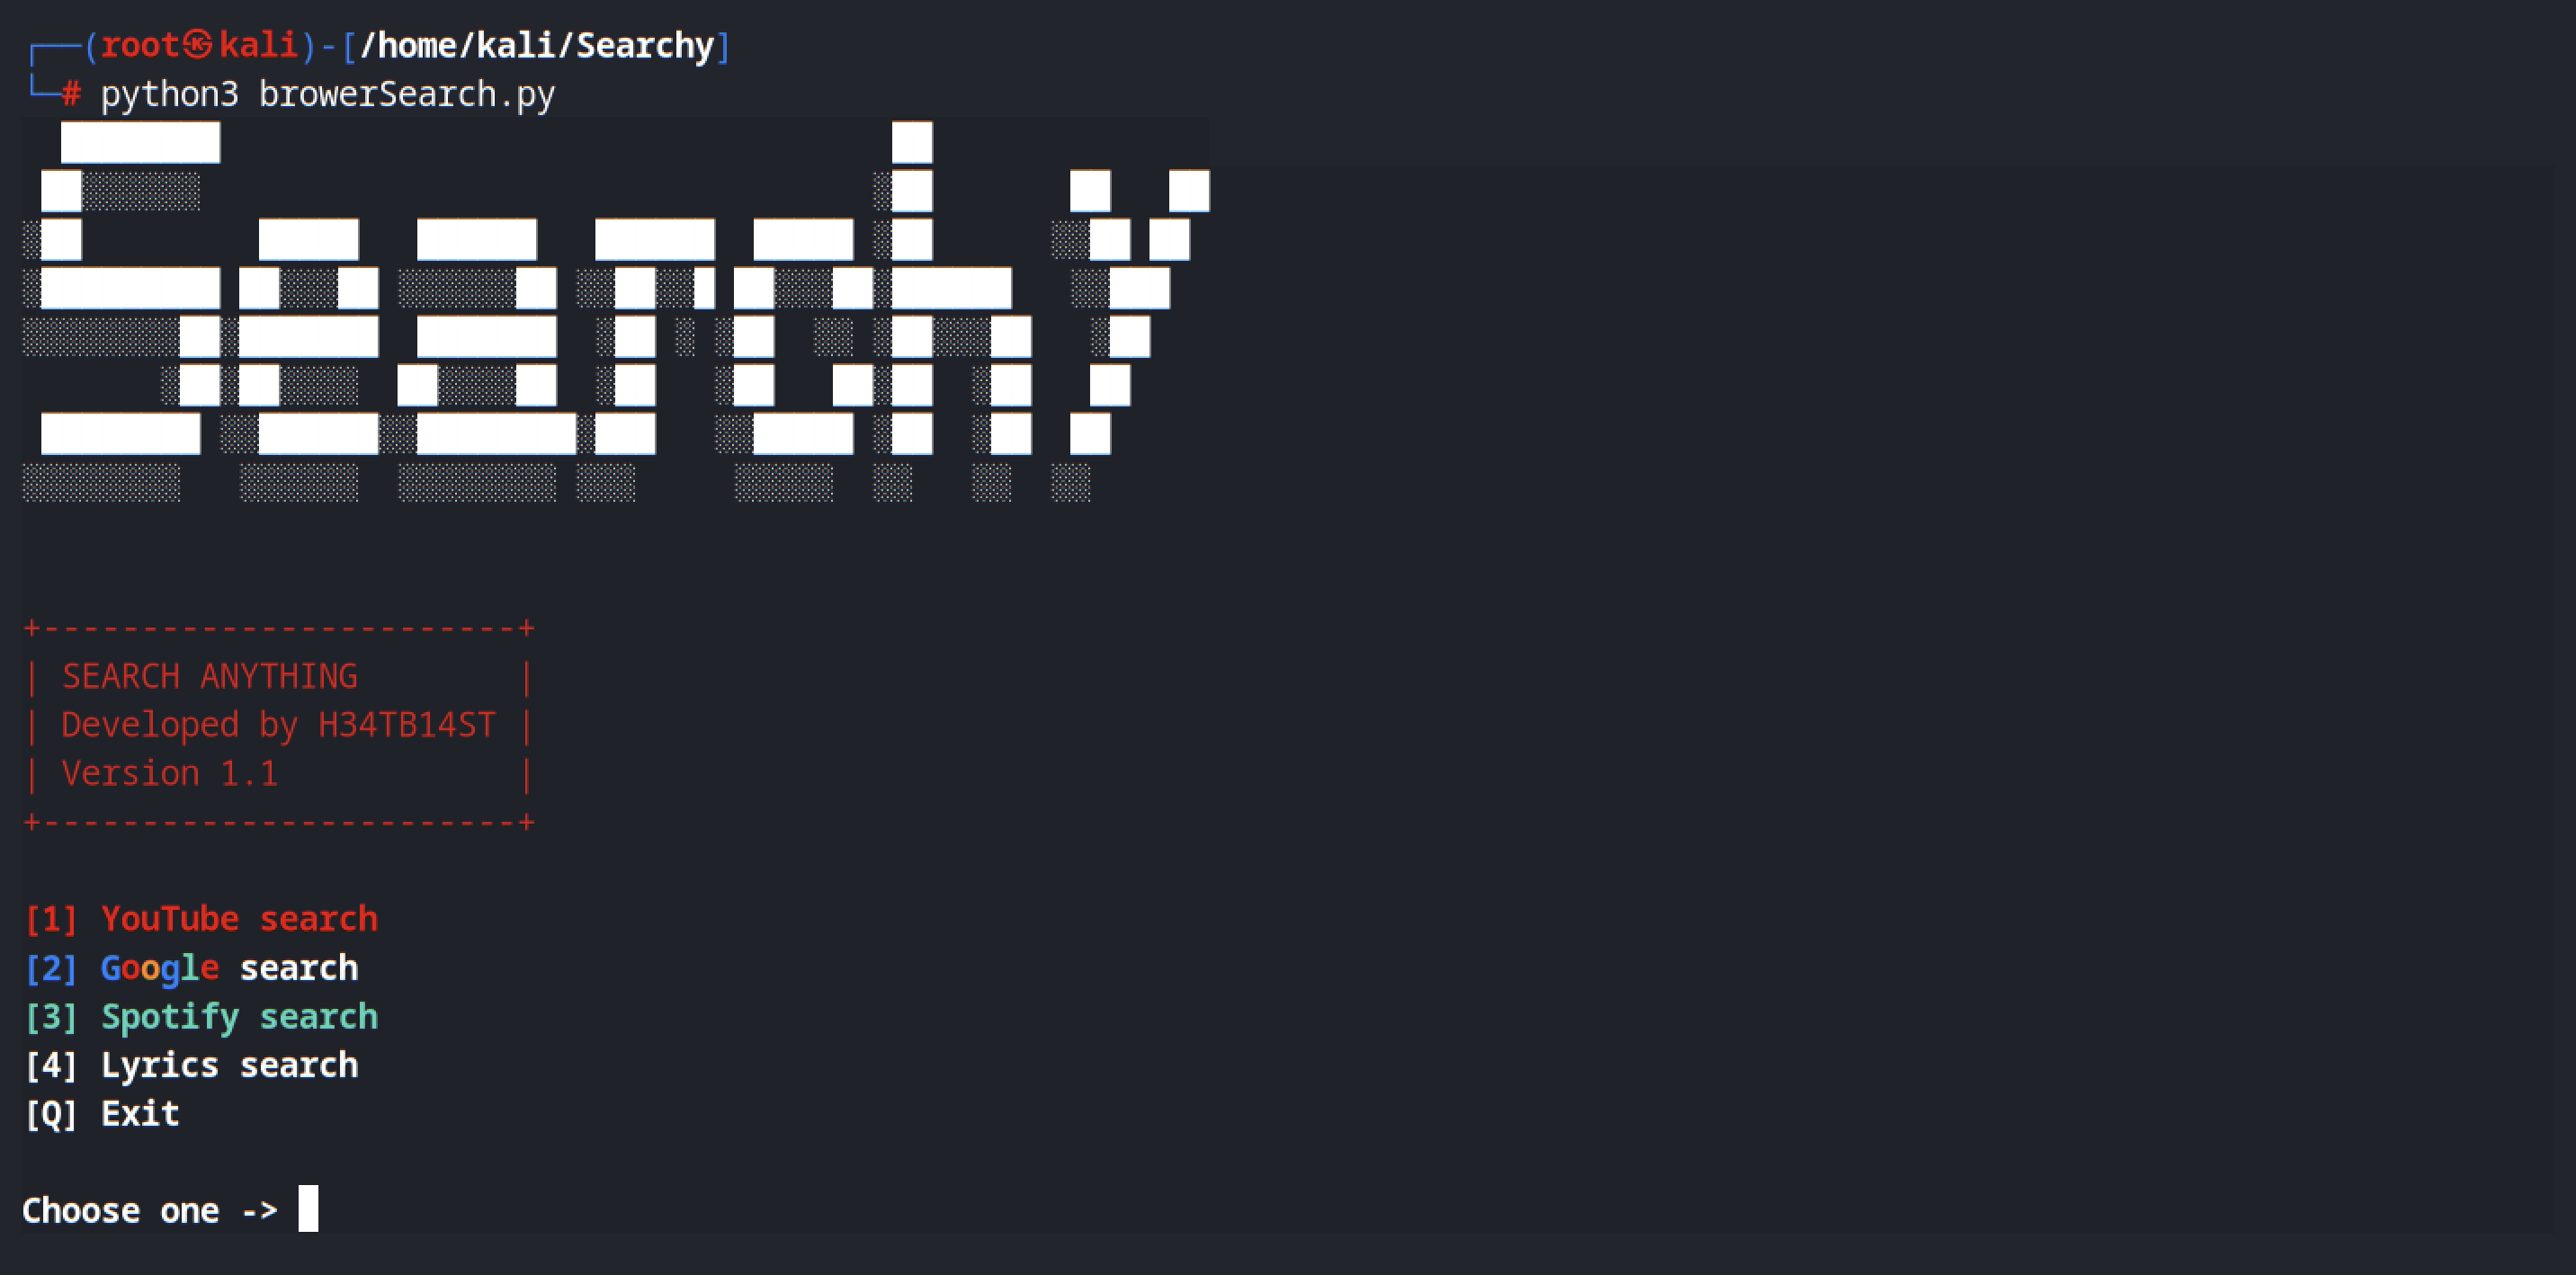 ┌──(root㉿kali)-[/home/kali/Searchy]
└─# python3 browerSearch.py
Searchy
+------------------------+
| SEARCH ANYTHING        |
| Developed by H34TB14ST |
| Version 1.1            |
+------------------------+
[1] YouTube search
[2] Google search
[3] Spotify search
[4] Lyrics search
[Q] Exit
Choose one ->